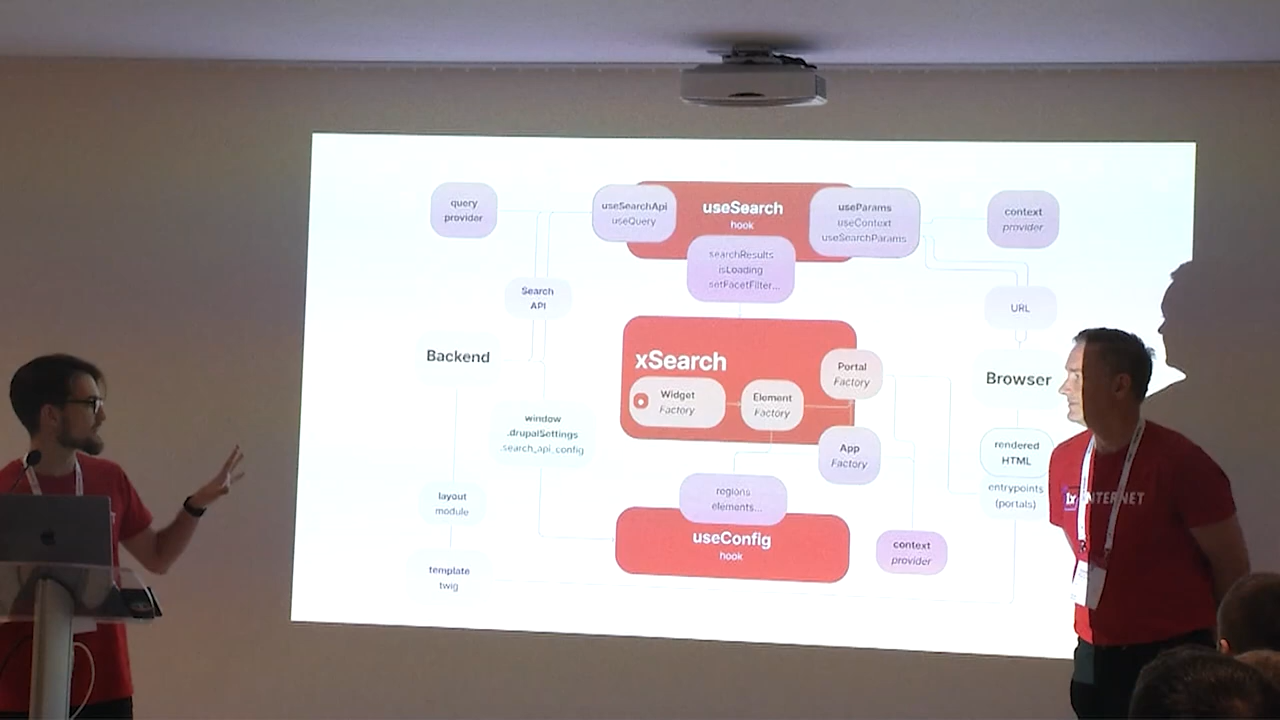 query
provider
useSearchApi
useQuery
useSearch
hook
useParams
useContext
useSearchParams
context
provider
searchResults
isLoading
setFacetFilter...
Search
API
URL
Backend
xSearch
Widget
Factory
Element
Factory
Portal
Factory
Browser
window
.drupalSettings
.search_api_config
App
Factory
rendered
HTML
entrypoints
(portals)
layout
module
regions
elements...
useConfig
hook
context
provider
template
twig